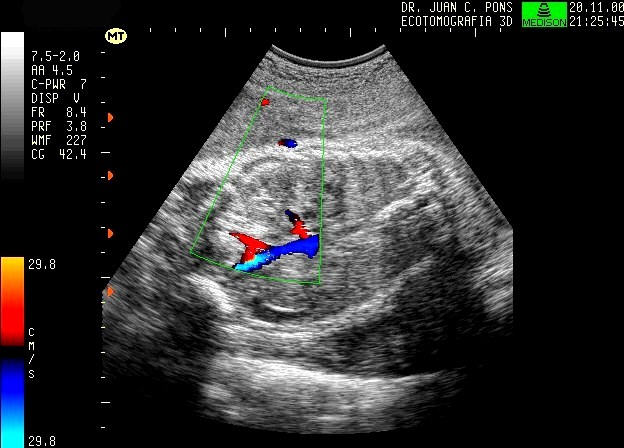 DR. JUAN C. PONS
ECOTOMOGRAFIA 3D
MEDISON
20.11.00
21:25:45
MT
7.5-2.0
AA 4.5
C-PWR 7
DISP V
FR 8.4
PRF 3.8
WMF 227
CG 42.4
29.8
C
M
/
S
29.8